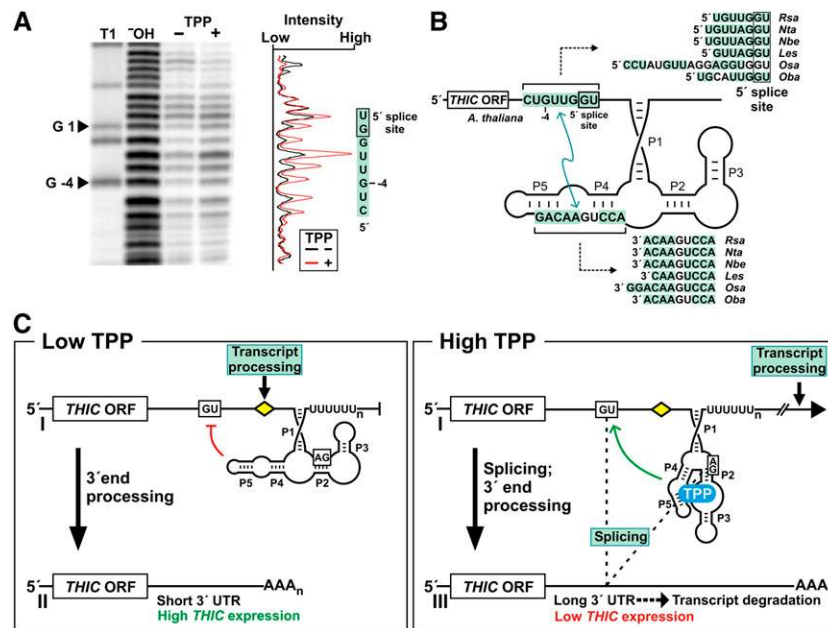 A
T1 ⁻OH TPP
− +
G 1
G -4
Intensity
Low High
U
G
G
U
U
G
U
C
5´
5´ splice
site
-4
TPP
−
+
B
5´ UGUUGGU Rsa
5´ UGUUAGGU Nta
5´ UGUUAGGU Nbe
5´ GUUAGGU Les
5´ CCUAUGUUAGGAGGUGGU Osa
5´ UGCAUUGGU Oba
5´ splice
site
5´ THIC ORF CUGUUG GU
A. thaliana -4 5´ splice
site
P1
P3
P5 P4 P2
GACAAGUCCA
3´ ACAAGUCCA Rsa
3´ ACAAGUCCA Nta
3´ ACAAGUCCA Nbe
3´ CAAGUCCA Les
3´ GGACAAGUCCA Osa
3´ ACAAGUCCA Oba
C
Low TPP
Transcript
processing
5´ THIC ORF GU UUUUUUn
I
P1
P3
AG
P5 P4 P2
3´end
processing
5´ THIC ORF AAAn
II
Short 3´ UTR
High THIC expression
High TPP
Transcript
processing
5´ THIC ORF GU UUUUUUn
I
P1
P4 AG P2
P5 TPP
P3
Splicing;
3´ end
processing
Splicing
5´ THIC ORF AAA
III
Long 3´ UTR Transcript degradation
Low THIC expression